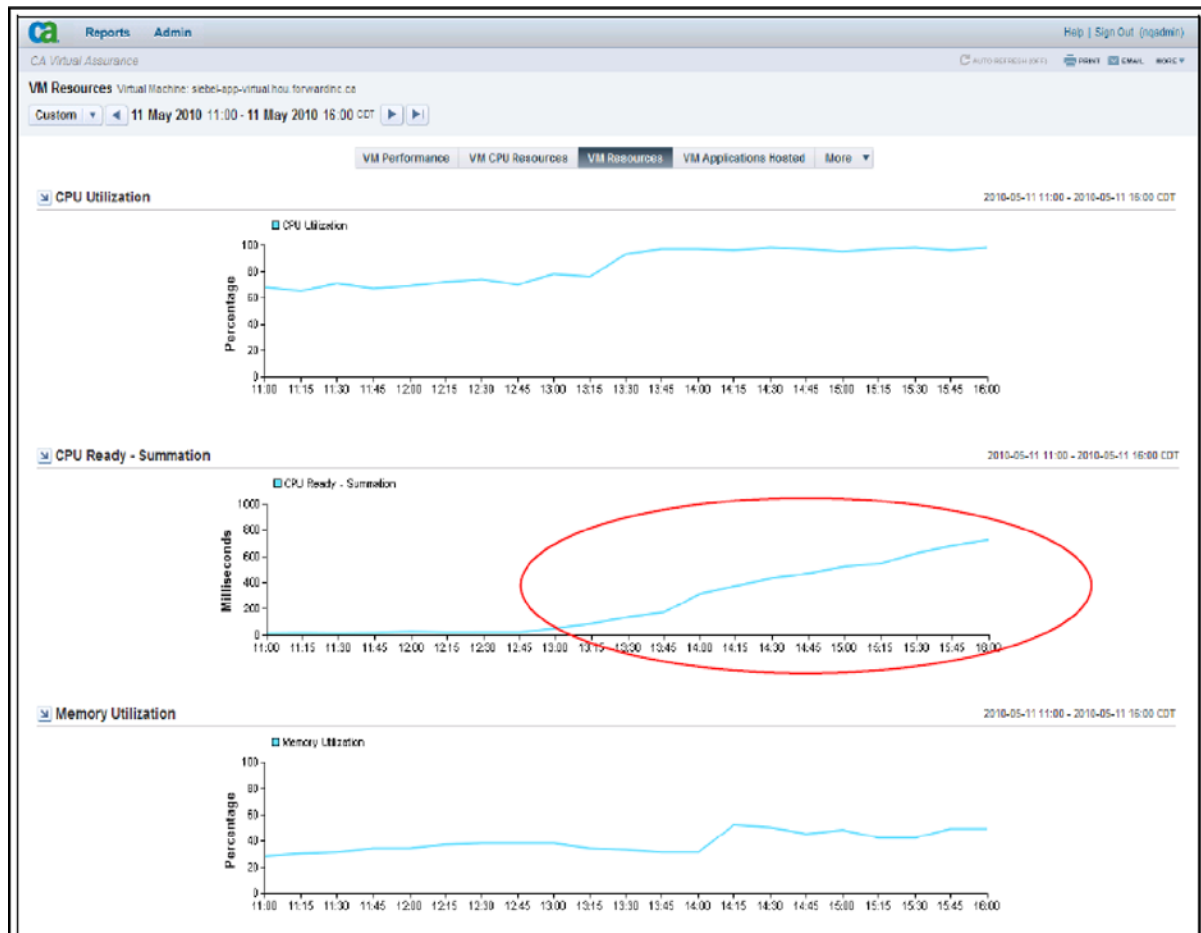 ca Reports Admin Help | Sign Out (nqadmin)
CA Virtual Assurance AUTO REFRESH (OFF) PRINT EMAIL MORE
VM Resources Virtual Machine: siebel-app-virtual.hou.forwardinc.ca
Custom 11 May 2010 11:00 - 11 May 2010 16:00 CDT
VM Performance VM CPU Resources VM Resources VM Applications Hosted More
CPU Utilization 2010-05-11 11:00 - 2010-05-11 16:00 CDT
CPU Utilization
Percentage
100
80
60
40
20
0
11:00 11:15 11:30 11:45 12:00 12:15 12:30 12:45 13:00 13:15 13:30 13:45 14:00 14:15 14:30 14:45 15:00 15:15 15:30 15:45 16:00
CPU Ready - Summation 2010-05-11 11:00 - 2010-05-11 16:00 CDT
CPU Ready - Summation
Milliseconds
1000
800
600
400
200
0
11:00 11:15 11:30 11:45 12:00 12:15 12:30 12:45 13:00 13:15 13:30 13:45 14:00 14:15 14:30 14:45 15:00 15:15 15:30 15:45 16:00
Memory Utilization 2010-05-11 11:00 - 2010-05-11 16:00 CDT
Memory Utilization
Percentage
100
80
60
40
20
0
11:00 11:15 11:30 11:45 12:00 12:15 12:30 12:45 13:00 13:15 13:30 13:45 14:00 14:15 14:30 14:45 15:00 15:15 15:30 15:45 16:00